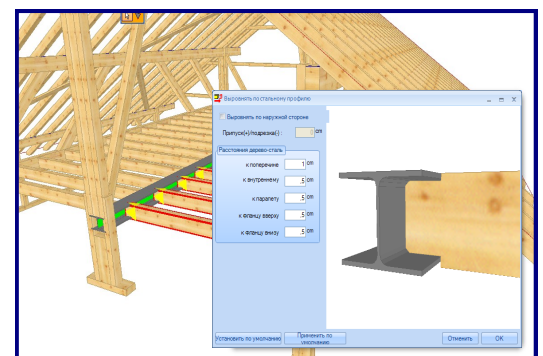 Выровнять по стальному профилю
Выровнять по наружной стороне
Припуск(+)/подрезка(-) : 0 cm
Расстояния дерево-сталь
к поперечине 1 cm
к внутреннему .5 cm
к парапету .5 cm
к фланцу вверху .5 cm
к фланцу внизу .5 cm
Установить по умолчанию
Применить по умолчанию
Отменить
OK